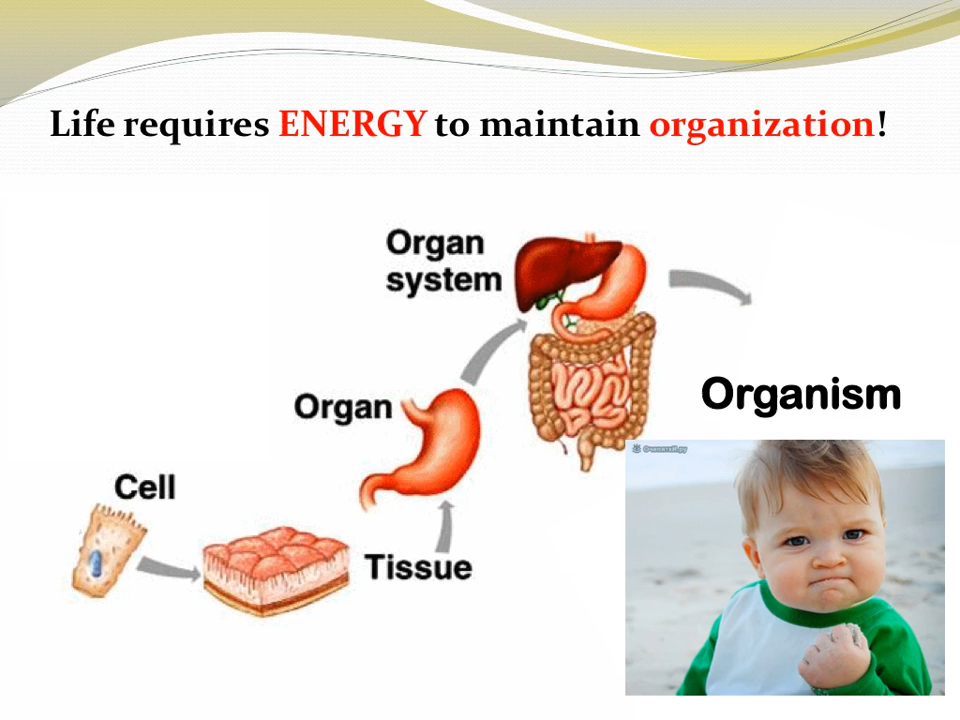 Life requires ENERGY to maintain organization!
Organ
system
Organ
Organism
Cell
Tissue